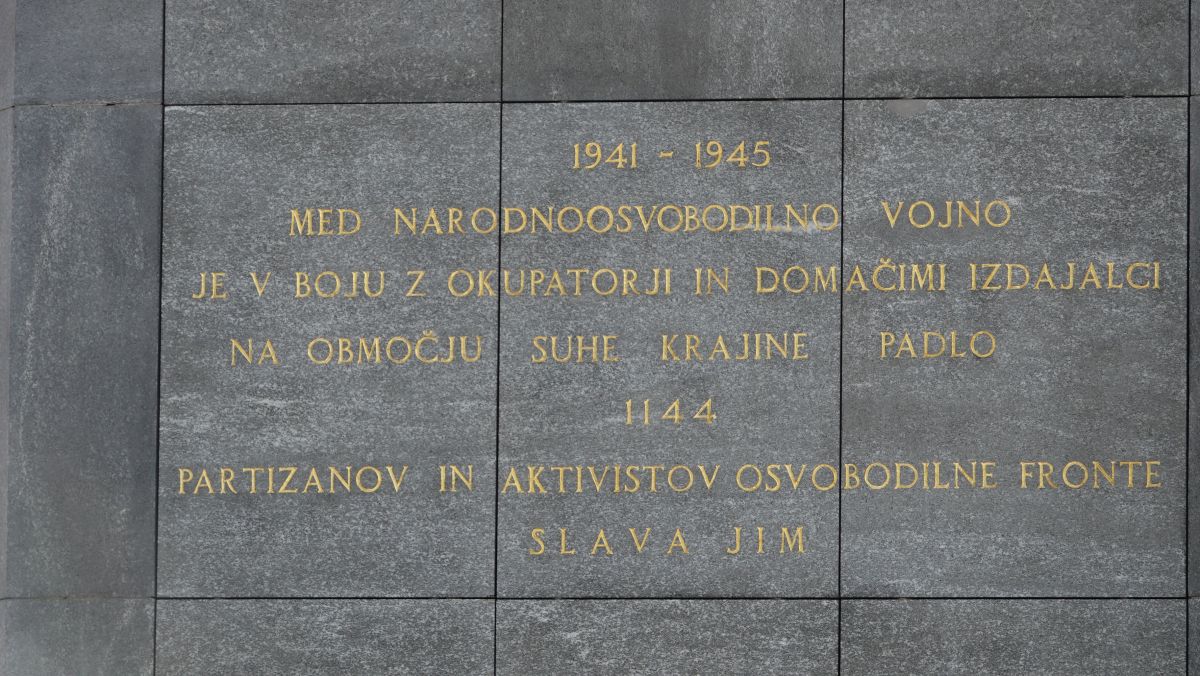 1941 - 1945
MED NARODNOOSVOBODILNO VOJNO
JE V BOJU Z OKUPATORJI IN DOMAČIMI IZDAJALCI
NA OBMOČJU SUHE KRAJINE PADLO
1144
PARTIZANOV IN AKTIVISTOV OSVOBODILNE FRONTE
SLAVA JIM